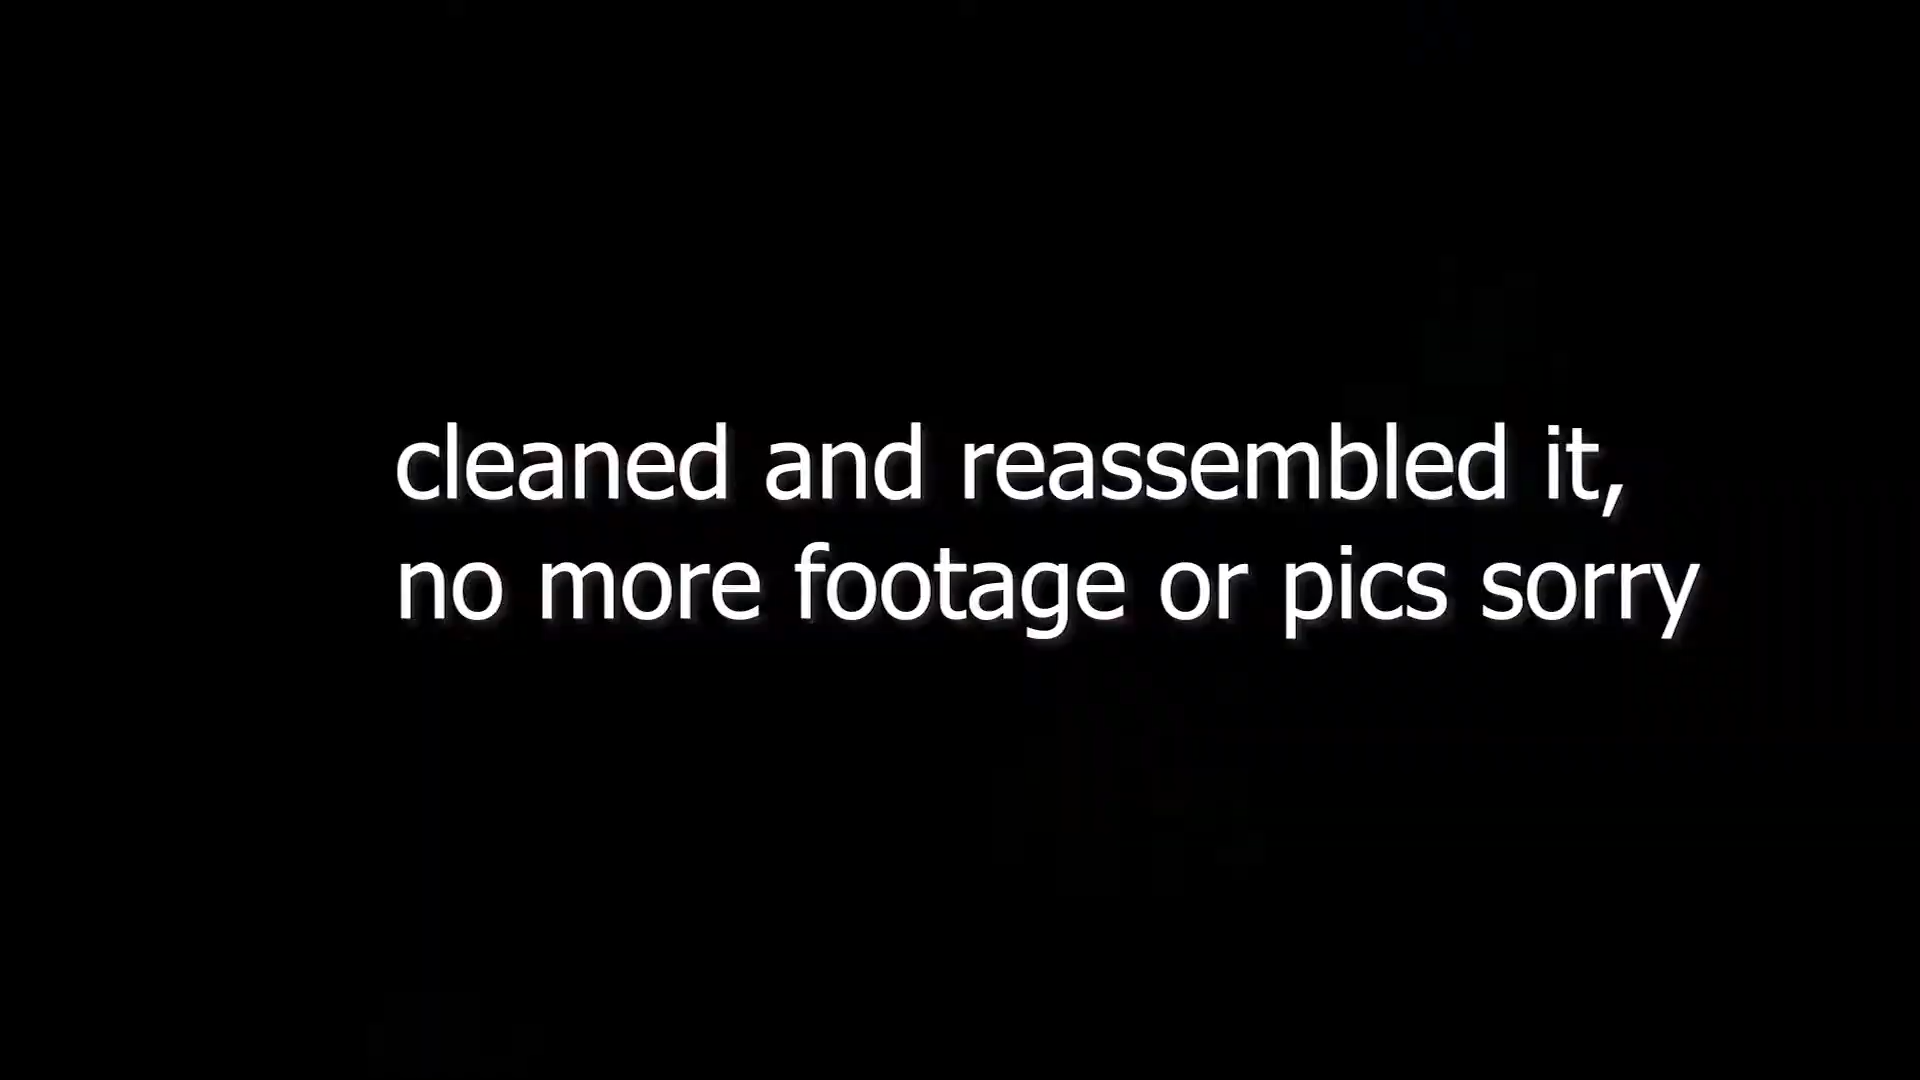 cleaned and reassembled it,
no more footage or pics sorry